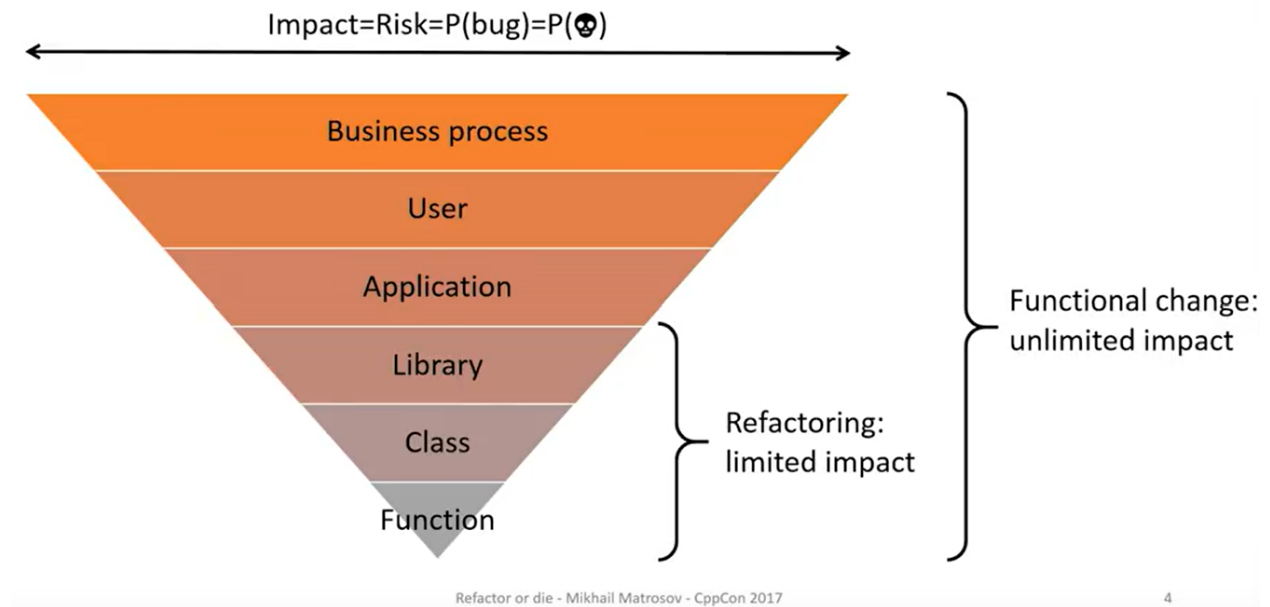 Impact=Risk=P(bug)=P(💀)
Business process
User
Application
Library
Class
Function
Refactoring:
limited impact
Functional change:
unlimited impact
Refactor or die - Mikhail Matrosov - CppCon 2017
4